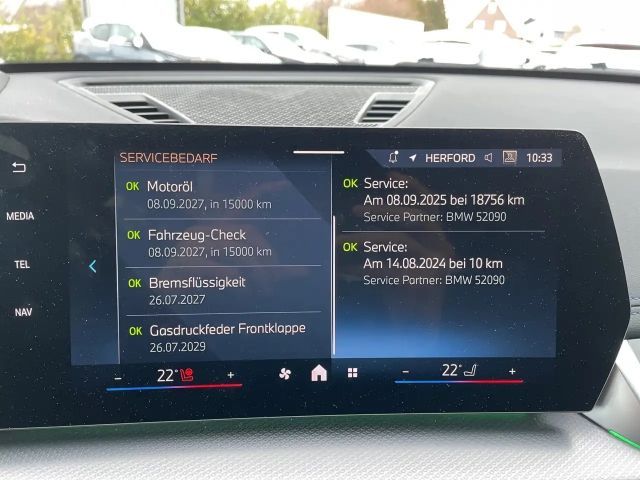 SERVICEBEDARF
HERFORD 10:33
MEDIA
TEL
NAV
OK Motoröl
08.09.2027, in 15000 km
OK Fahrzeug-Check
08.09.2027, in 15000 km
OK Bremsflüssigkeit
26.07.2027
OK Gasdruckfeder Frontklappe
26.07.2029
OK Service:
Am 08.09.2025 bei 18756 km
Service Partner: BMW 52090
OK Service:
Am 14.08.2024 bei 10 km
Service Partner: BMW 52090
– 22° +
– 22° +